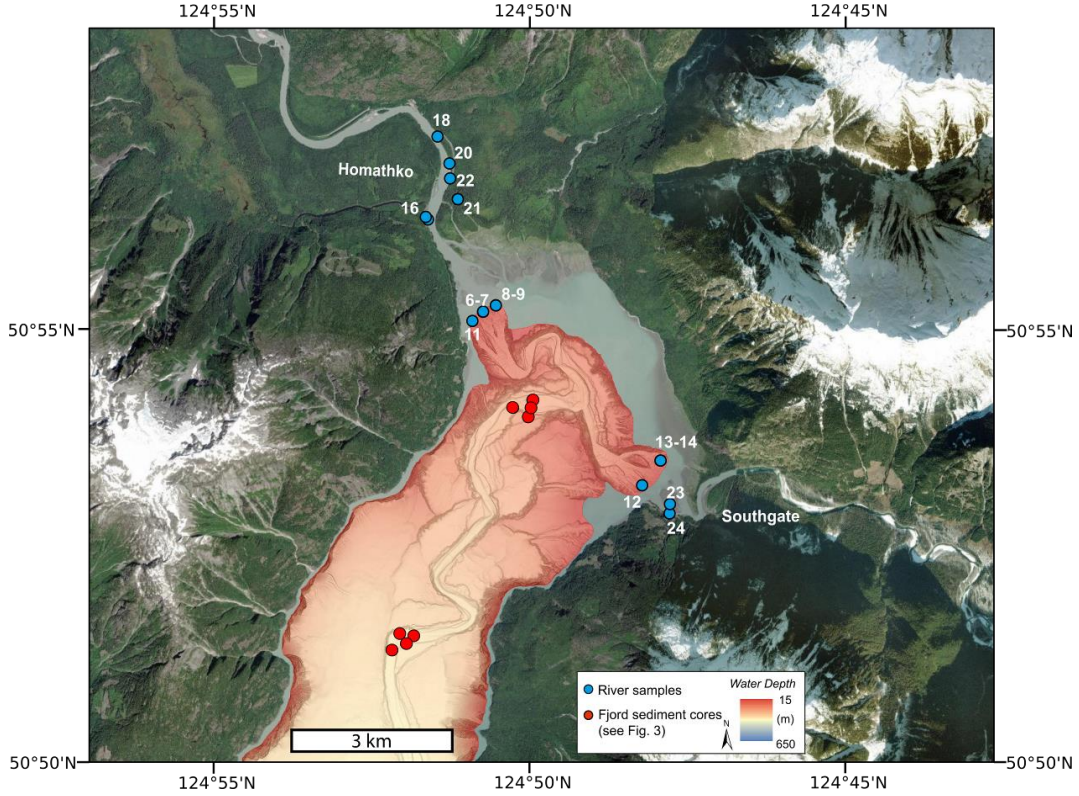 124°55'N 124°50'N 124°45'N
18
20
Homathko
22
16
21
8-9
6-7
11
50°55'N 50°55'N
13-14
12
23
24
Southgate
River samples
Fjord sediment cores
(see Fig. 3)
Water Depth
15
(m)
650
N
3 km
50°50'N 50°50'N
124°55'N 124°50'N 124°45'N